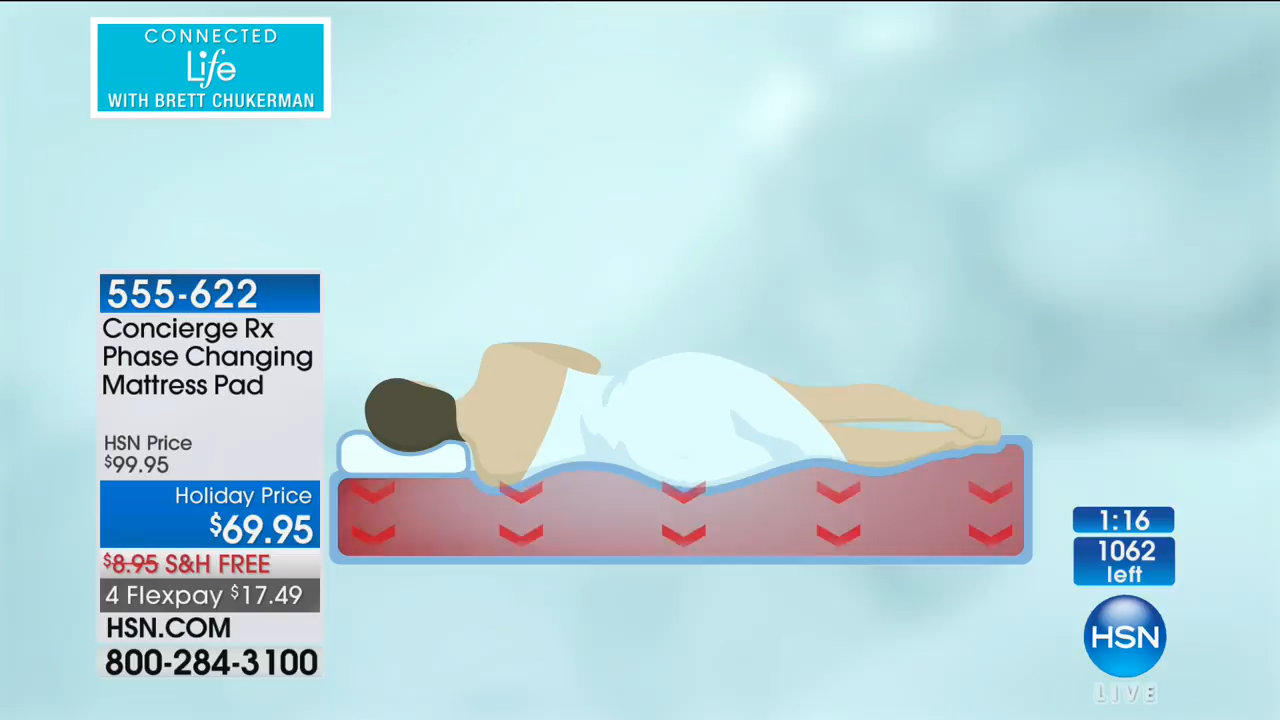 CONNECTED
Life
WITH BRETT CHUKERMAN
555-622
Concierge Rx
Phase Changing
Mattress Pad
HSN Price
$99.95
Holiday Price
$69.95
$8.95 S&H FREE
4 Flexpay $17.49
HSN.COM
800-284-3100
1:16
1062
left
HSN
LIVE